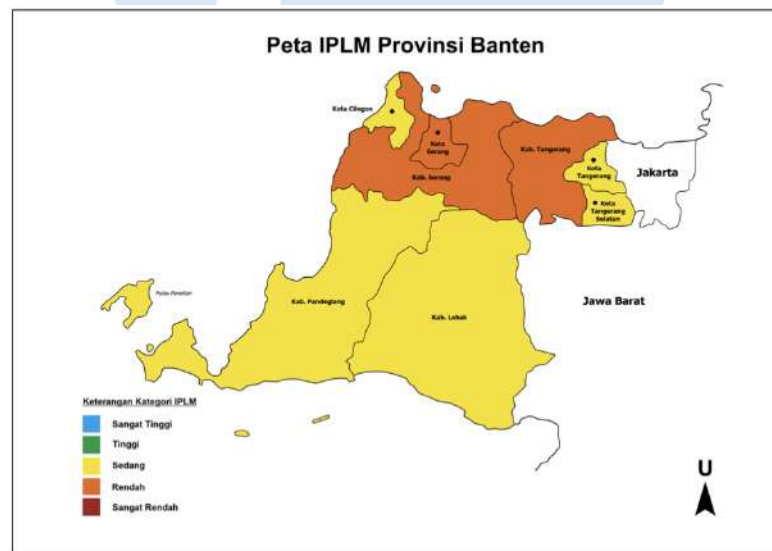 Peta IPLM Provinsi Banten
Kota Cilegon
Kota
Serang
Kab. Tangerang
Kota
Tangerang
Jakarta
Kab. Serang
Kota
Tangerang
Selatan
Pulau Panaitan
Kab. Pandeglang
Kab. Lebak
Jawa Barat
Keterangan Kategori IPLM
Sangat Tinggi
Tinggi
Sedang
Rendah
Sangat Rendah
U